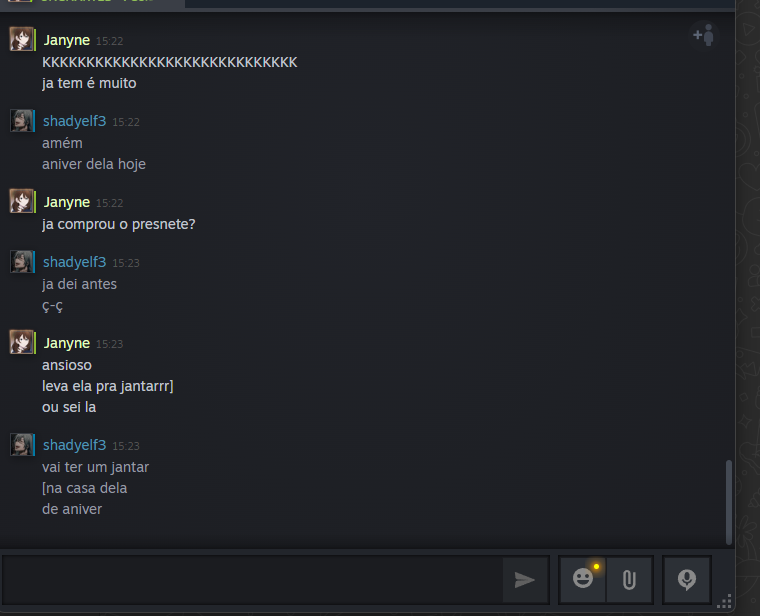 Janyne 15:22
KKKKKKKKKKKKKKKKKKKKKKKKKKKKK
ja tem é muito
shadyelf3 15:22
amém
aniver dela hoje
Janyne 15:22
ja comprou o presnete?
shadyelf3 15:23
ja dei antes
ç-ç
Janyne 15:23
ansioso
leva ela pra jantarrr]
ou sei la
shadyelf3 15:23
vai ter um jantar
[na casa dela
de aniver